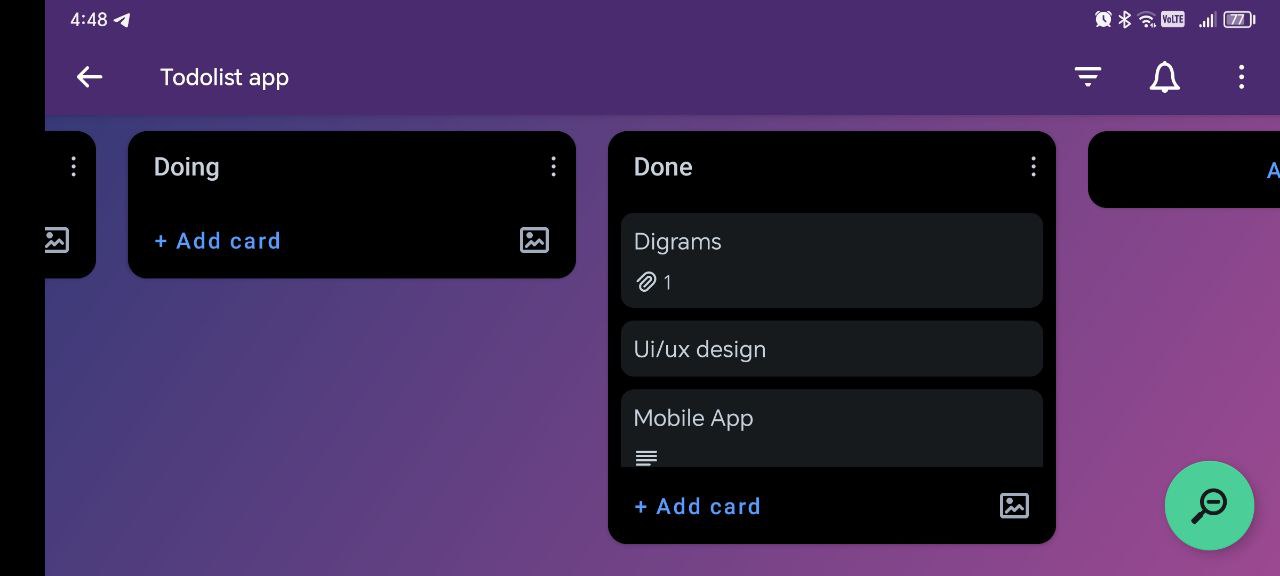 4:48
VoLTE
77
Todolist app
Doing
+ Add card
Done
Digrams
1
Ui/ux design
Mobile App
+ Add card
A